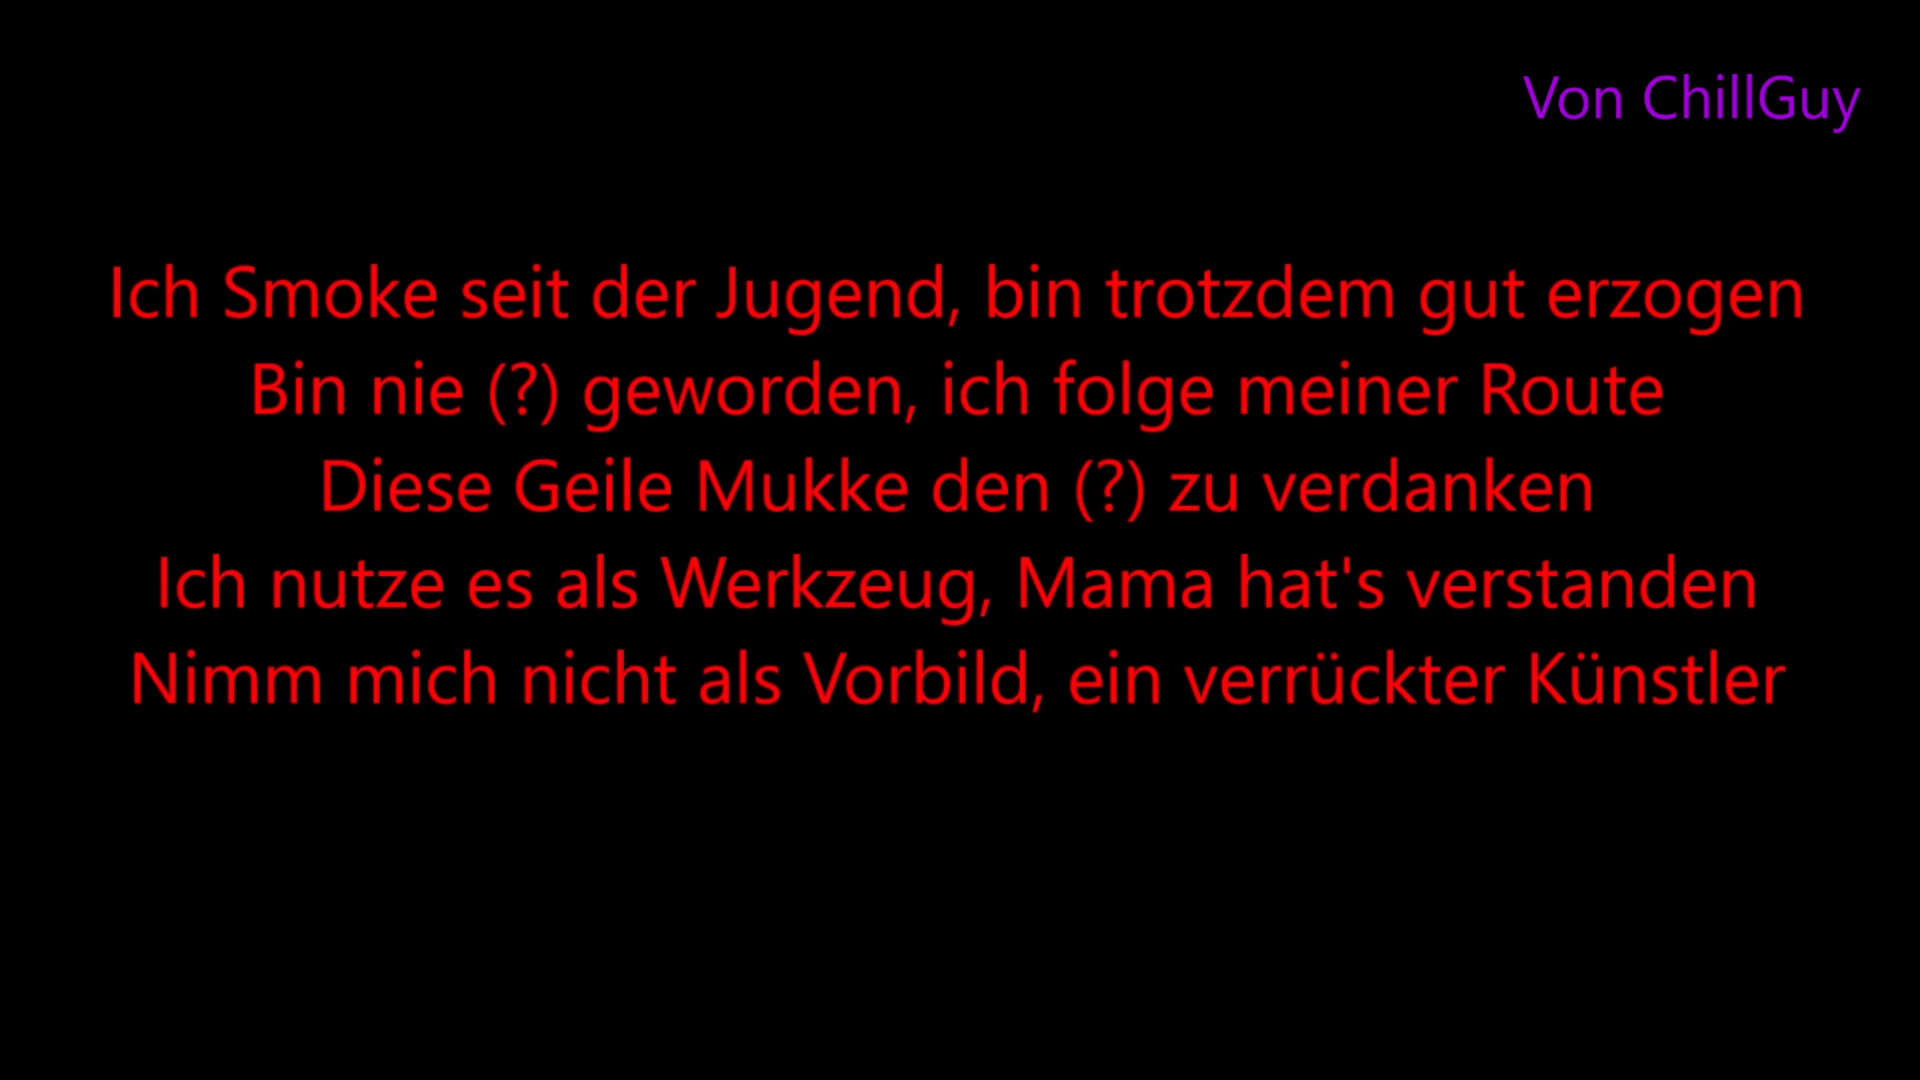 Von ChillGuy
Ich Smoke seit der Jugend, bin trotzdem gut erzogen
Bin nie (?) geworden, ich folge meiner Route
Diese Geile Mukke den (?) zu verdanken
Ich nutze es als Werkzeug, Mama hat's verstanden
Nimm mich nicht als Vorbild, ein verrückter Künstler